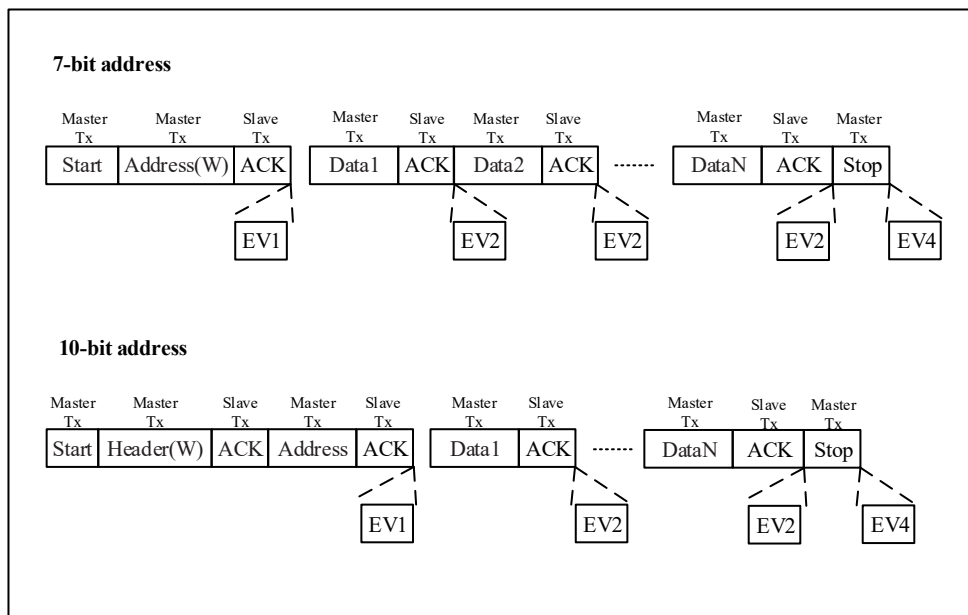 7-bit address
Master Master Slave Master Slave Master Slave Master Slave Master
Tx Tx Tx Tx Tx Tx Tx Tx Tx Tx
Start Address(W) ACK Data1 ACK Data2 ACK DataN ACK Stop
EV1 EV2 EV2 EV2 EV4
10-bit address
Master Master Slave Master Slave Master Slave Master Slave Master
Tx Tx Tx Tx Tx Tx Tx Tx Tx Tx
Start Header(W) ACK Address ACK Data1 ACK DataN ACK Stop
EV1 EV2 EV2 EV4